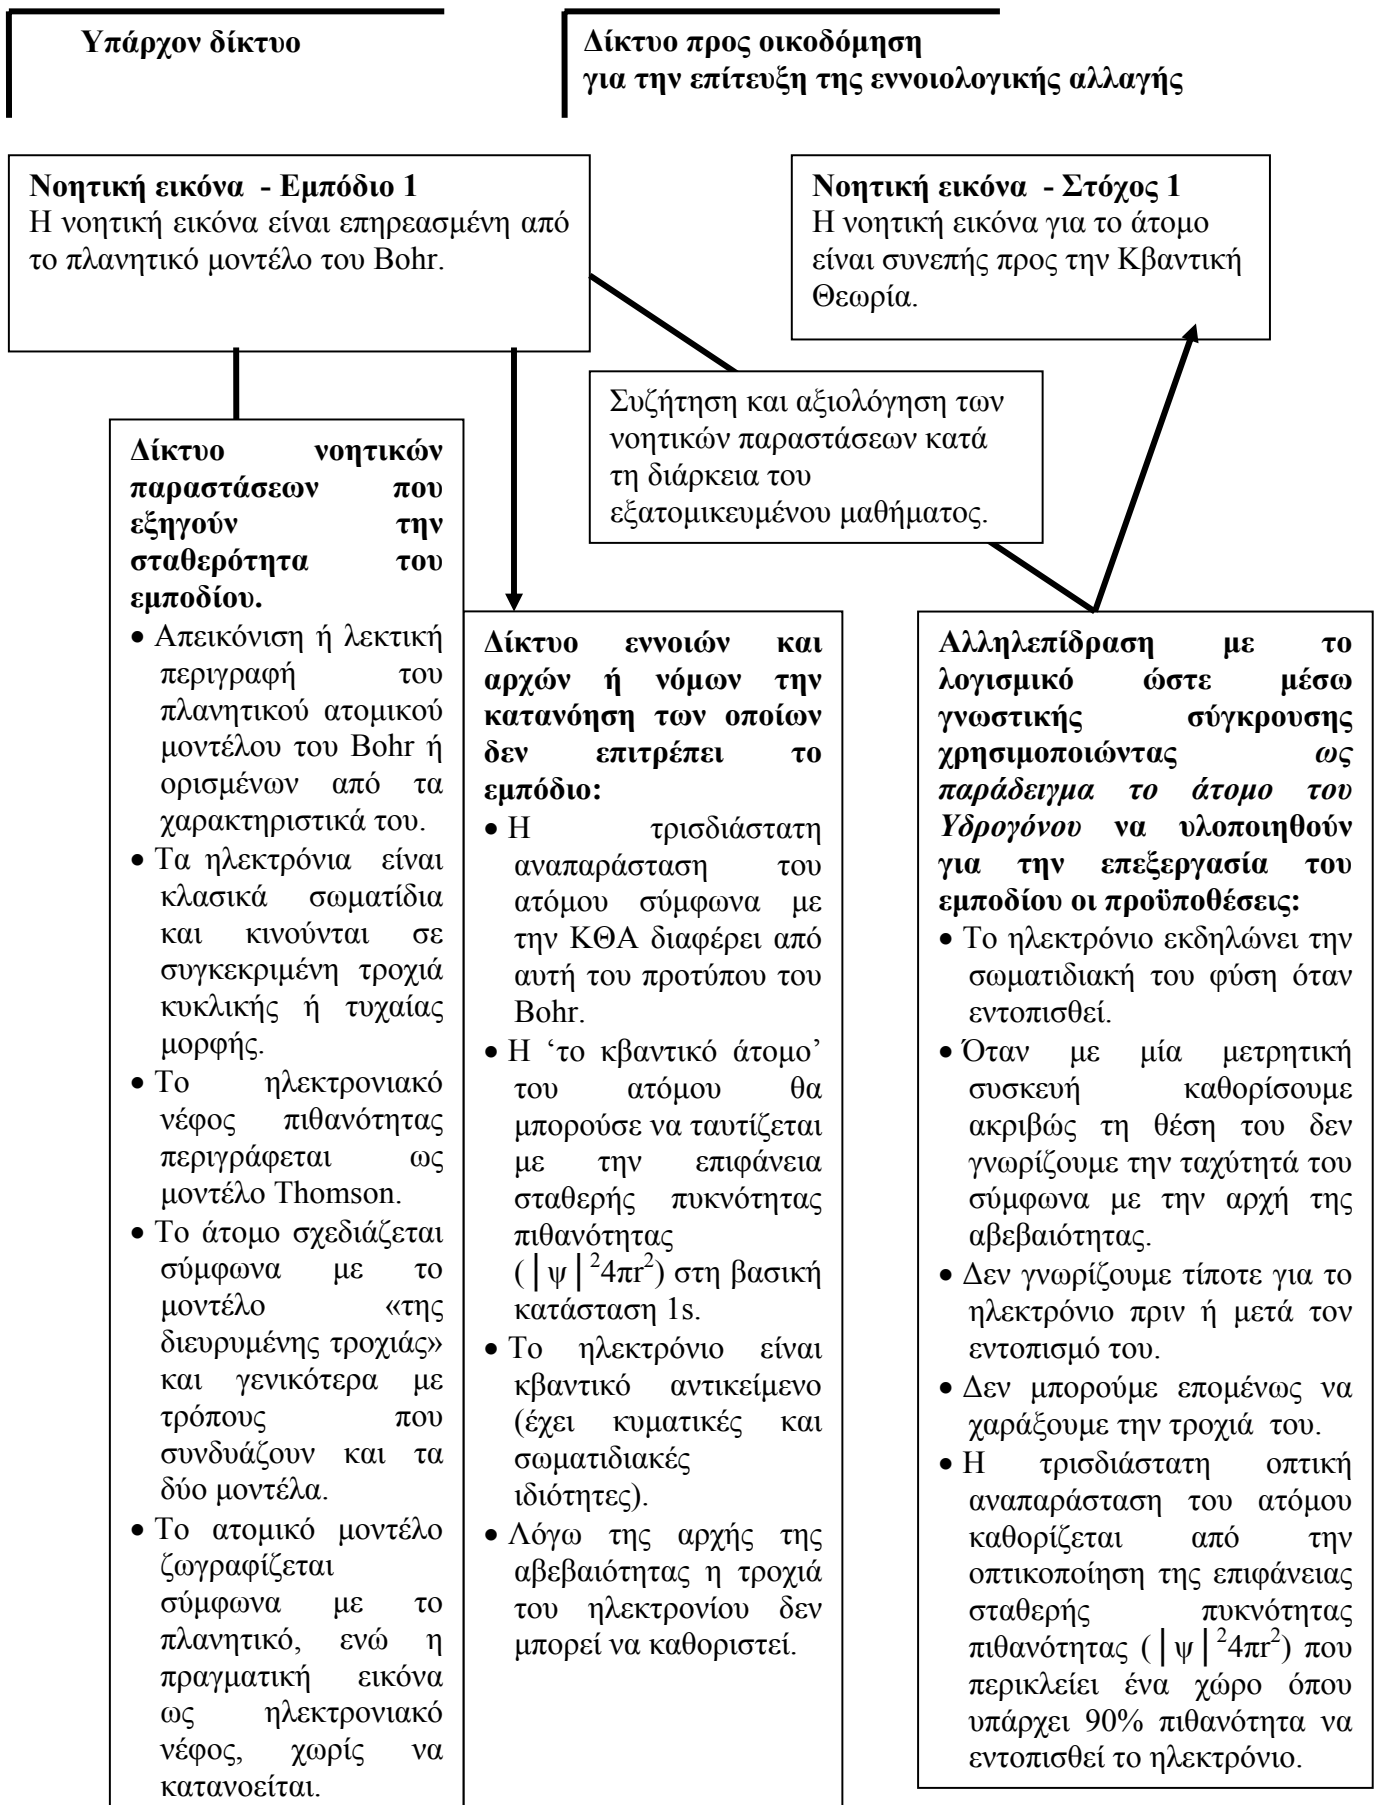 Υπάρχον δίκτυο
Δίκτυο προς οικοδόμηση
για την επίτευξη της εννοιολογικής αλλαγής
Νοητική εικόνα - Εμπόδιο 1
Η νοητική εικόνα είναι επηρεασμένη από
το πλανητικό μοντέλο του Bohr.
Νοητική εικόνα - Στόχος 1
Η νοητική εικόνα για το άτομο
είναι συνεπής προς την Κβαντική
Θεωρία.
Συζήτηση και αξιολόγηση των
νοητικών παραστάσεων κατά
τη διάρκεια του
εξατομικευμένου μαθήματος.
Δίκτυο νοητικών
παραστάσεων που
εξηγούν την
σταθερότητα του
εμποδίου.
• Απεικόνιση ή λεκτική
περιγραφή του
πλανητικού ατομικού
μοντέλου του Bohr ή
ορισμένων από τα
χαρακτηριστικά του.
• Τα ηλεκτρόνια είναι
κλασικά σωματίδια
και κινούνται σε
συγκεκριμένη τροχιά
κυκλικής ή τυχαίας
μορφής.
• Το ηλεκτρονιακό
νέφος πιθανότητας
περιγράφεται ως
μοντέλο Thomson.
• Το άτομο σχεδιάζεται
σύμφωνα με το
μοντέλο «της
διευρυμένης τροχιάς»
και γενικότερα με
τρόπους που
συνδυάζουν και τα
δύο μοντέλα.
• Το ατομικό μοντέλο
ζωγραφίζεται
σύμφωνα με το
πλανητικό, ενώ η
πραγματική εικόνα
ως ηλεκτρονιακό
νέφος, χωρίς να
κατανοείται.
Δίκτυο εννοιών και
αρχών ή νόμων την
κατανόηση των οποίων
δεν επιτρέπει το
εμπόδιο:
• Η τρισδιάστατη
αναπαράσταση του
ατόμου σύμφωνα με
την ΚΘΑ διαφέρει από
αυτή του προτύπου του
Bohr.
• Η ‘το κβαντικό άτομο’
του ατόμου θα
μπορούσε να ταυτίζεται
με την επιφάνεια
σταθερής πυκνότητας
πιθανότητας
(│ψ│²4πr²) στη βασική
κατάσταση 1s.
• Το ηλεκτρόνιο είναι
κβαντικό αντικείμενο
(έχει κυματικές και
σωματιδιακές
ιδιότητες).
• Λόγω της αρχής της
αβεβαιότητας η τροχιά
του ηλεκτρονίου δεν
μπορεί να καθοριστεί.
Αλληλεπίδραση με το
λογισμικό ώστε μέσω
γνωστικής σύγκρουσης
χρησιμοποιώντας ως
παράδειγμα το άτομο του
Υδρογόνου να υλοποιηθούν
για την επεξεργασία του
εμποδίου οι προϋποθέσεις:
• Το ηλεκτρόνιο εκδηλώνει την
σωματιδιακή του φύση όταν
εντοπισθεί.
• Όταν με μία μετρητική
συσκευή καθορίσουμε
ακριβώς τη θέση του δεν
γνωρίζουμε την ταχύτητά του
σύμφωνα με την αρχή της
αβεβαιότητας.
• Δεν γνωρίζουμε τίποτε για το
ηλεκτρόνιο πριν ή μετά τον
εντοπισμό του.
• Δεν μπορούμε επομένως να
χαράξουμε την τροχιά του.
• Η τρισδιάστατη οπτική
αναπαράσταση του ατόμου
καθορίζεται από την
οπτικοποίηση της επιφάνειας
σταθερής πυκνότητας
πιθανότητας (│ψ│²4πr²) που
περικλείει ένα χώρο όπου
υπάρχει 90% πιθανότητα να
εντοπισθεί το ηλεκτρόνιο.